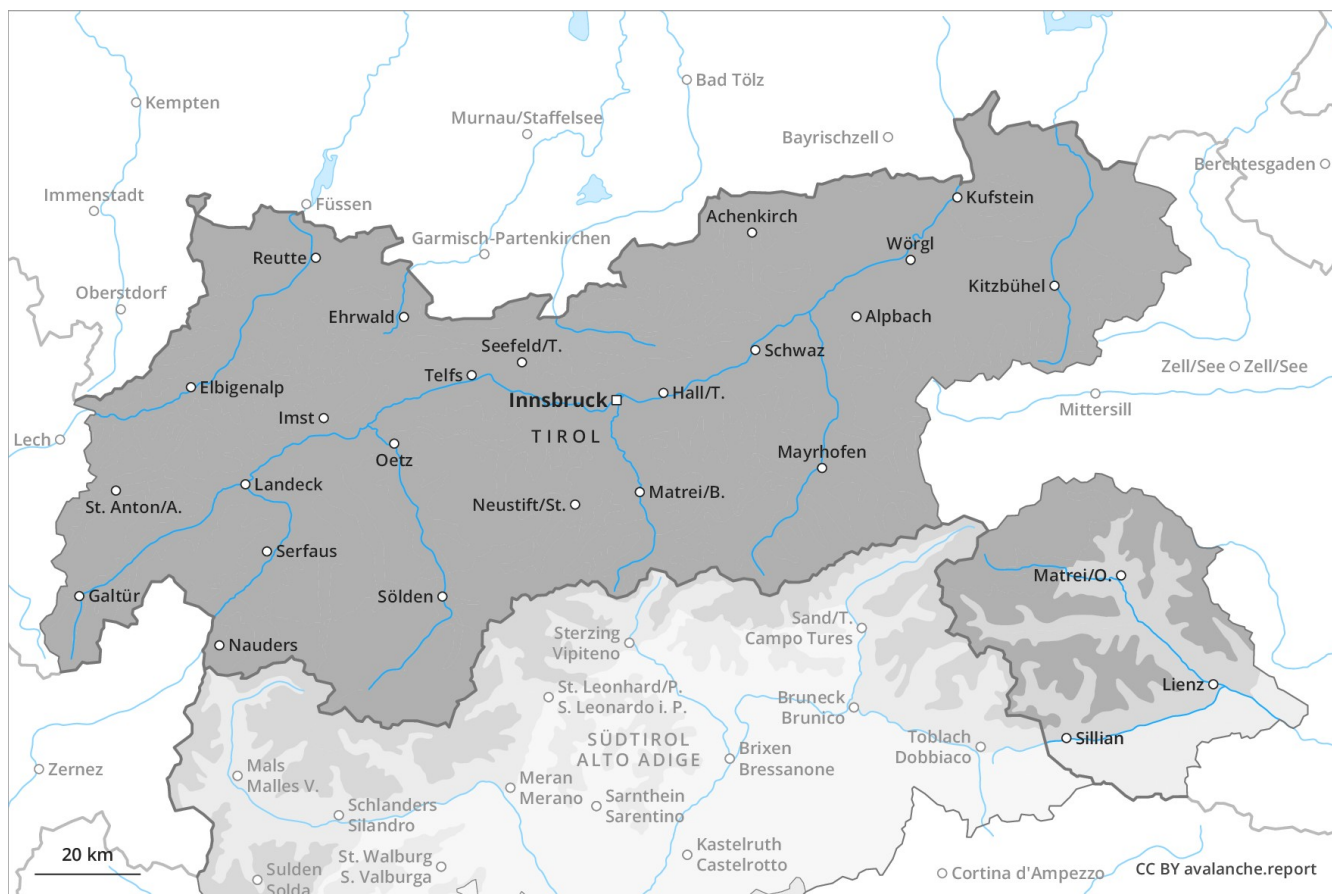 Kempten
Bad Tölz
Murnau/Staffelsee
Bayrischzell
Berchtesgaden
Immenstadt
Füssen
Kufstein
Achenkirch
Garmisch-Partenkirchen
Wörgl
Reutte
Kitzbühel
Oberstdorf
Ehrwald
Alpbach
Seefeld/T.
Schwaz
Telfs
Zell/See
Zell/See
Elbigenalp
Innsbruck
Hall/T.
Mittersill
Imst
TIROL
Lech
Oetz
Mayrhofen
Landeck
Matrei/B.
St. Anton/A.
Neustift/St.
Serfaus
Matrei/O.
Galtür
Sölden
Sand/T.
Campo Tures
Sterzing
Vipiteno
Nauders
Lienz
St. Leonhard/P.
S. Leonardo i. P.
Bruneck
Brunico
SÜDTIROL
ALTO ADIGE
Toblach
Dobbiaco
Sillian
Brixen
Bressanone
Zernez
Mals
Malles V.
Meran
Merano
Sarnthein
Sarentino
Schlanders
Silandro
Kastelruth
Castelrotto
20 km
St. Walburg
S. Valburga
Sulden
Solda
Cortina d'Ampezzo
CC BY avalanche.report